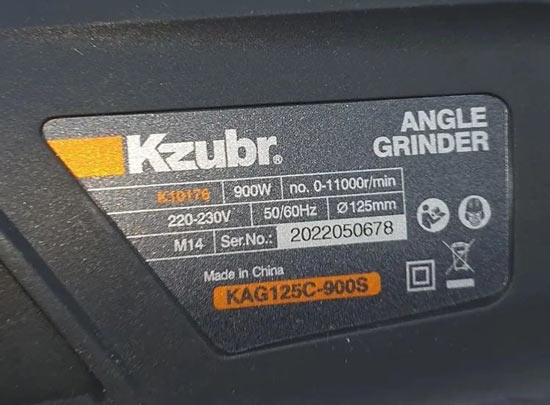 Kzubr®
ANGLE
GRINDER
K10176 900W no. 0-11000r/min
220-230V 50/60Hz Ø125mm
M14 Ser.No.: 2022050678
Made in China
KAG125C-900S